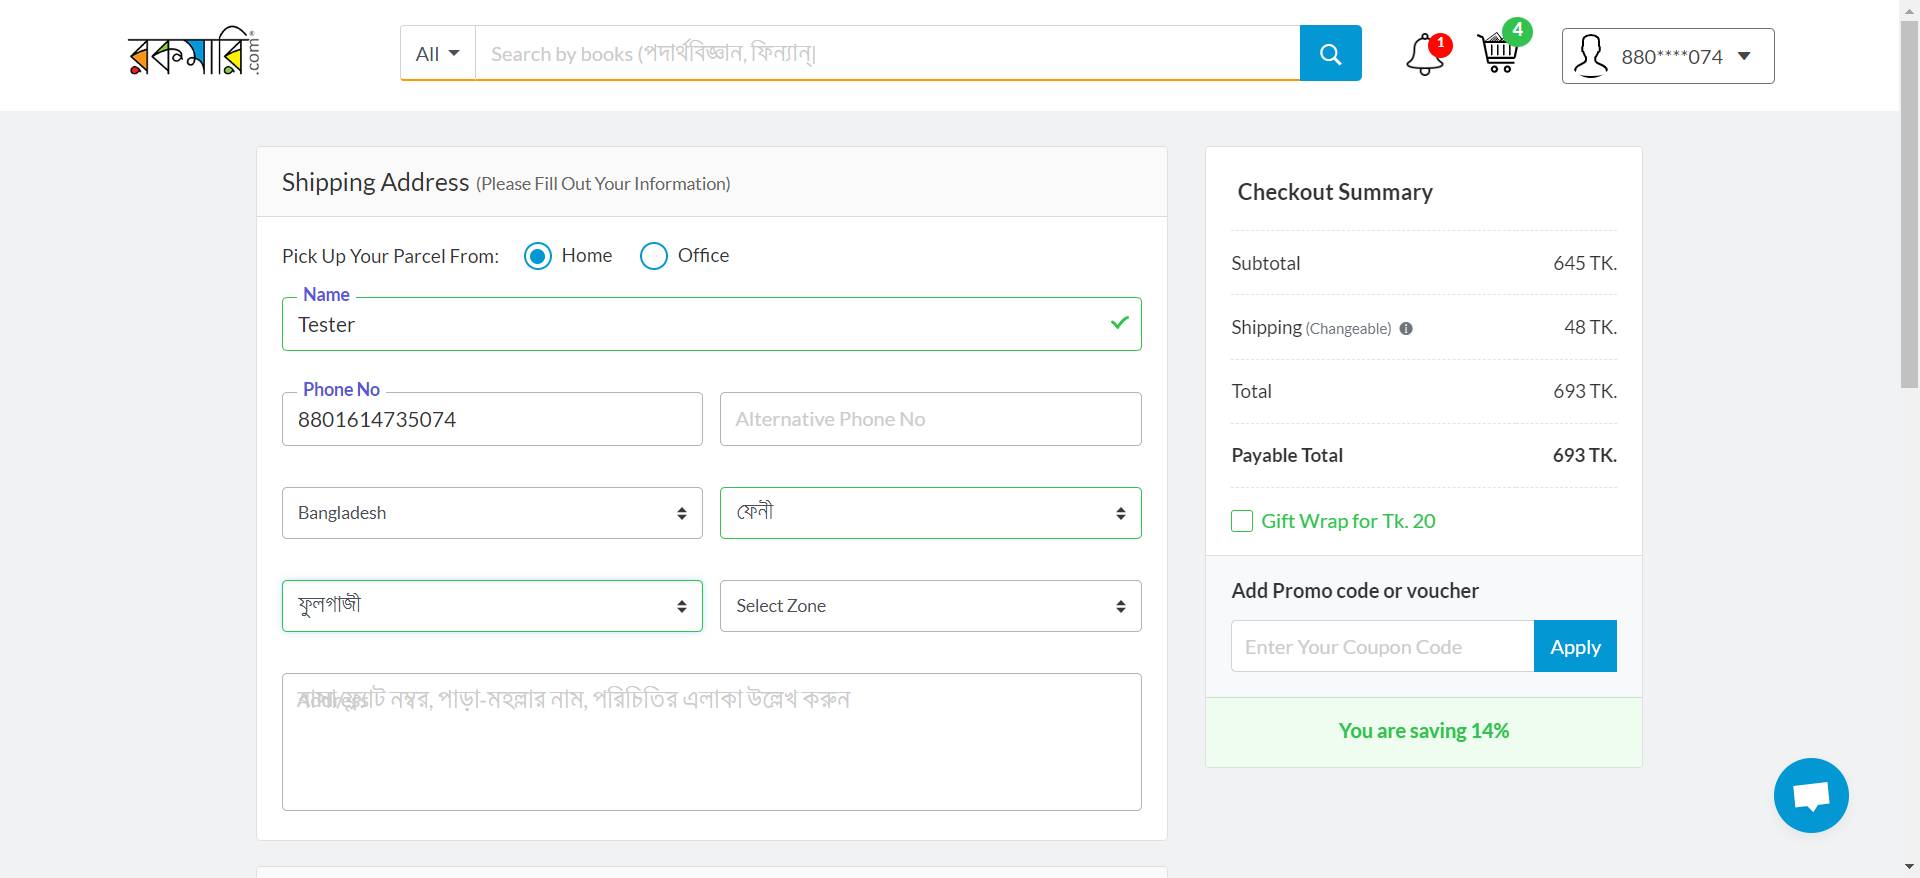 রকমারি.com
All
Search by books (পদার্থবিজ্ঞান, ফিন্যান্|
1
4
880****074
Shipping Address (Please Fill Out Your Information)
Pick Up Your Parcel From: Home Office
Name
Tester
Phone No
8801614735074
Alternative Phone No
Bangladesh
ফেনী
ফুলগাজী
Select Zone
Address
বাসা/ফ্ল্যাট নম্বর, পাড়া-মহল্লার নাম, পরিচিতির এলাকা উল্লেখ করুন
Checkout Summary
Subtotal 645 TK.
Shipping (Changeable) 48 TK.
Total 693 TK.
Payable Total 693 TK.
Gift Wrap for Tk. 20
Add Promo code or voucher
Enter Your Coupon Code
Apply
You are saving 14%